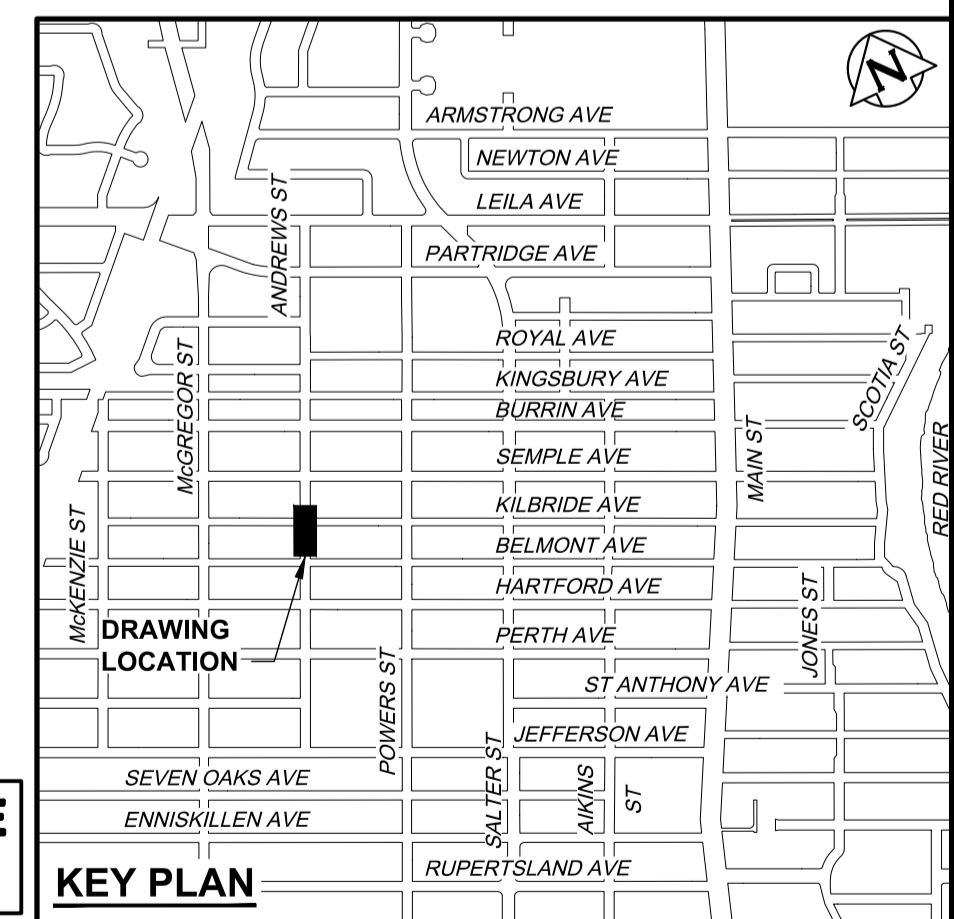 N
ARMSTRONG AVE
NEWTON AVE
LEILA AVE
ANDREWS ST
PARTRIDGE AVE
ROYAL AVE
KINGSBURY AVE
BURRIN AVE
McGREGOR ST
SCOTIA ST
MAIN ST
RED RIVER
SEMPLE AVE
KILBRIDE AVE
BELMONT AVE
HARTFORD AVE
McKENZIE ST
DRAWING
LOCATION
PERTH AVE
JONES ST
POWERS ST
ST ANTHONY AVE
JEFFERSON AVE
SEVEN OAKS AVE
SALTER ST
AIKINS
ST
ENNISKILLEN AVE
RUPERTSLAND AVE
KEY PLAN